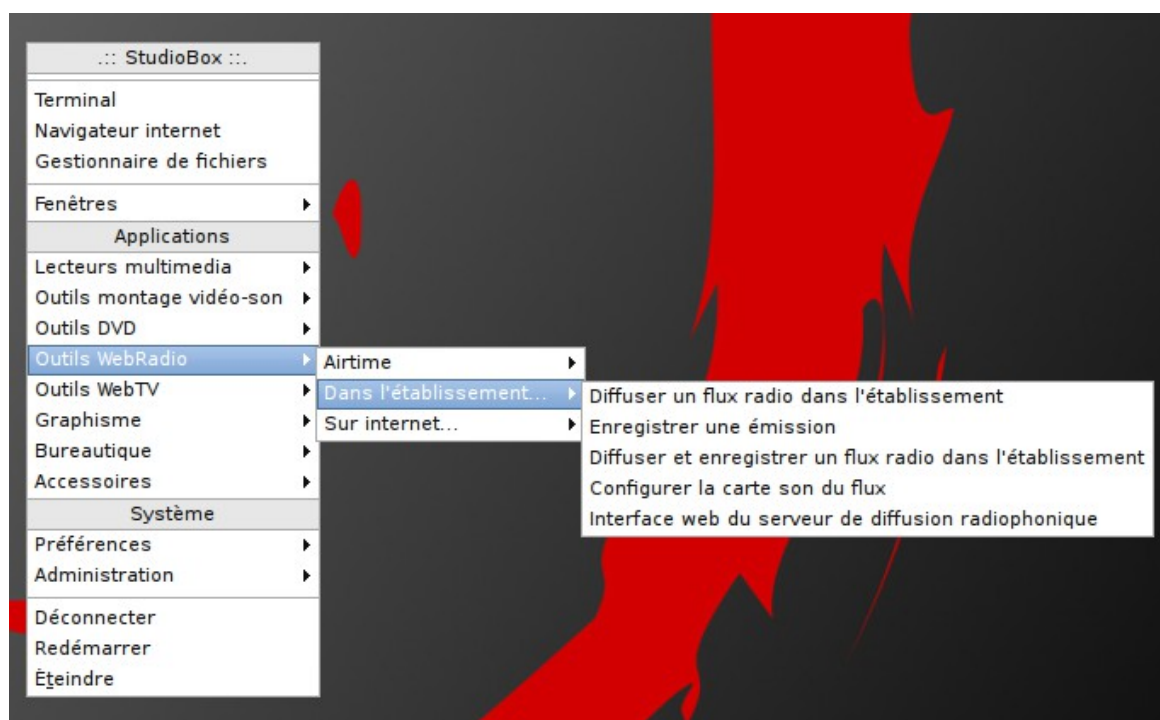 .:: StudioBox ::.
Terminal
Navigateur internet
Gestionnaire de fichiers
Fenêtres
Applications
Lecteurs multimedia
Outils montage vidéo-son
Outils DVD
Outils WebRadio
Outils WebTV
Graphisme
Bureautique
Accessoires
Système
Préférences
Administration
Déconnecter
Redémarrer
Éteindre
Airtime
Dans l'établissement...
Sur internet...
Diffuser un flux radio dans l'établissement
Enregistrer une émission
Diffuser et enregistrer un flux radio dans l'établissement
Configurer la carte son du flux
Interface web du serveur de diffusion radiophonique